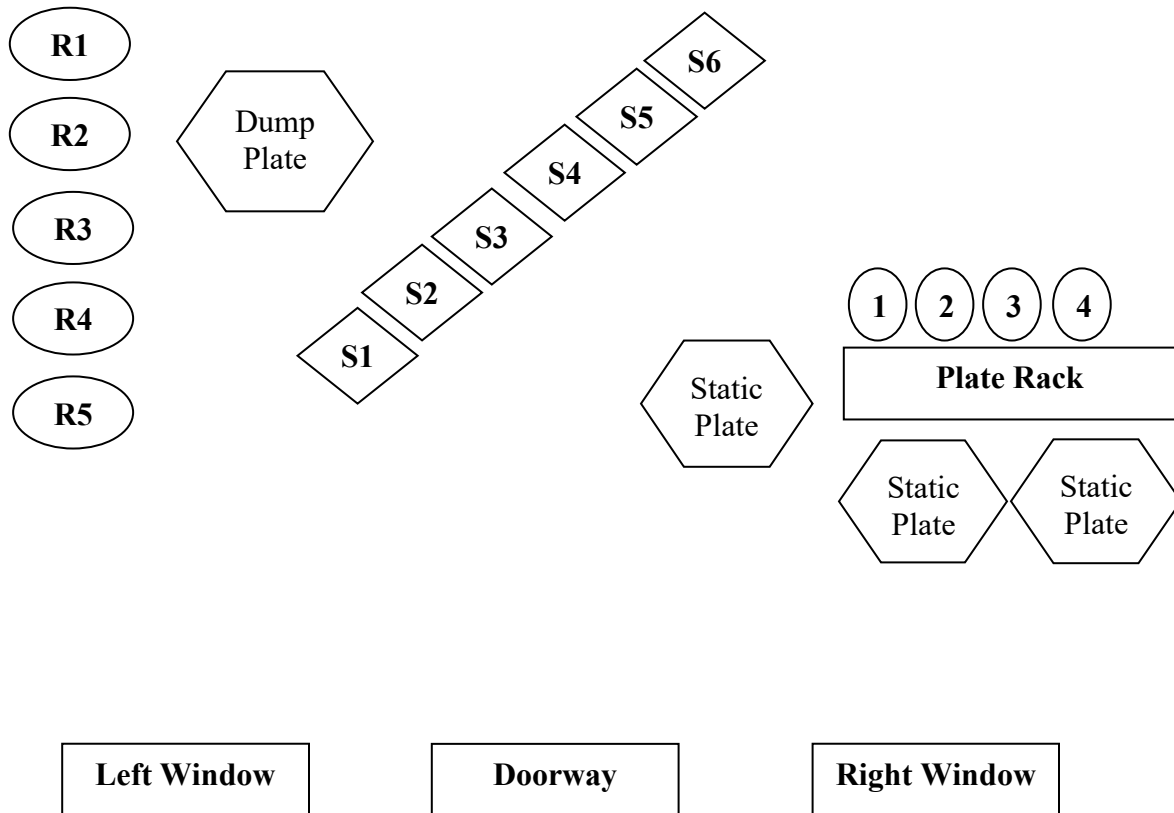 R1
R2
R3
R4
R5
Dump
Plate
S6
S5
S4
S3
S2
S1
1 2 3 4
Plate Rack
Static
Plate
Static
Plate
Static
Plate
Left Window
Doorway
Right Window